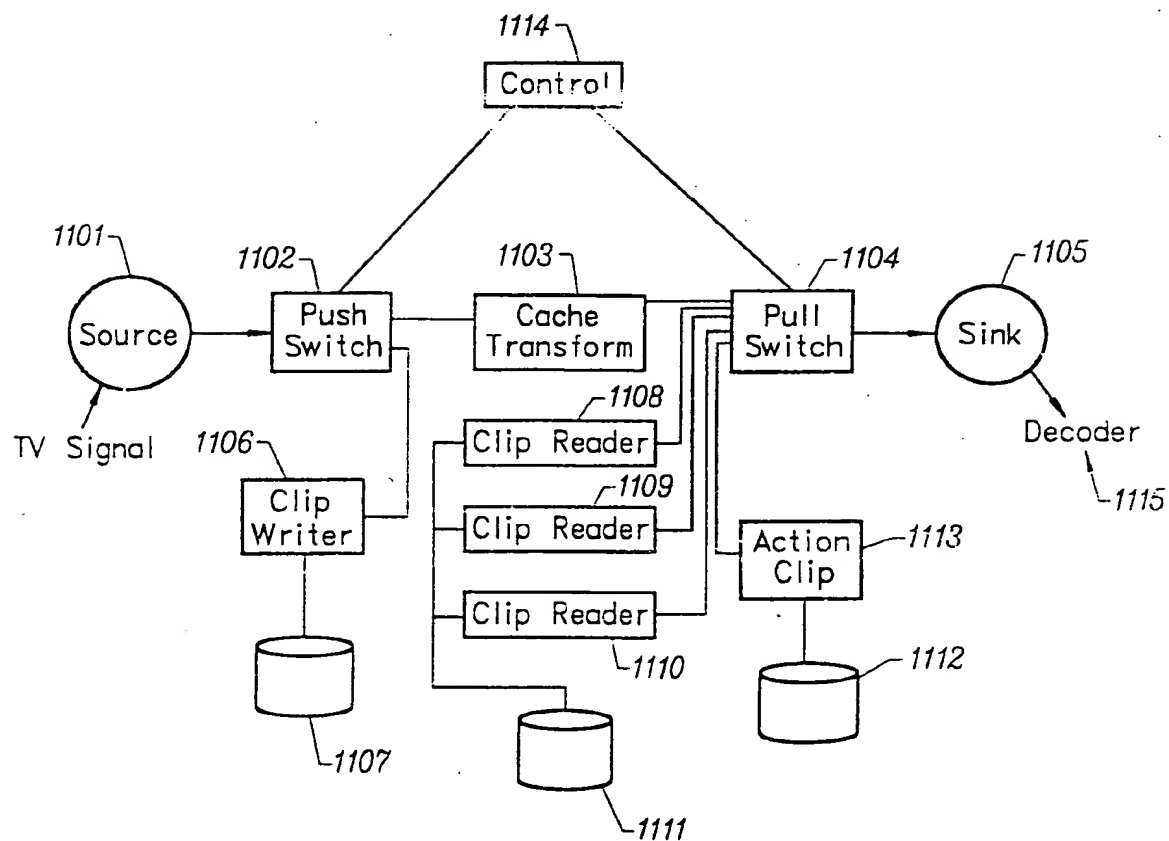 1114
Control
1101
1102
1103
1104
1105
Source
Push
Switch
Cache
Transform
Pull
Switch
Sink
TV Signal
1108
Clip Reader
Decoder
1106
Clip
Writer
1109
Clip Reader
1115
Action
Clip
1113
Clip Reader
1110
1112
1107
1111